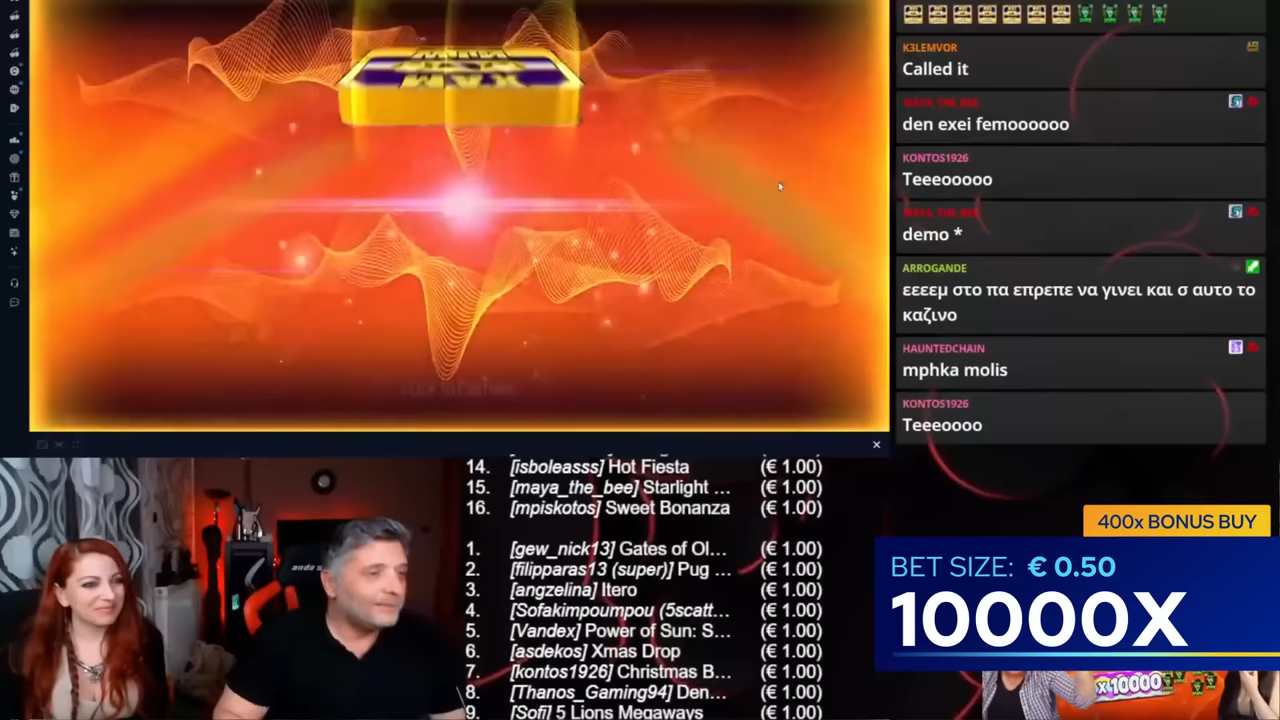 K3LEMVOR
Called it
MAYA_THE_BEE
den exei femoooooo
KONTOS1926
Teeeooooo
MAYA_THE_BEE
demo *
ARROGANDE
εεεεμ στο πα επρεπε να γινει και σ αυτο το
καζινο
HAUNTEDCHAIN
mphka molis
KONTOS1926
Teeeoooo
14. [isboleasss] Hot Fiesta (€ 1.00)
15. [maya_the_bee] Starlight ... (€ 1.00)
16. [mpiskotos] Sweet Bonanza (€ 1.00)
1. [gew_nick13] Gates of Ol... (€ 1.00)
2. [filipparas13 (super)] Pug ... (€ 1.00)
3. [angzelina] Itero (€ 1.00)
4. [Sofakimpoumpou (5scatt... (€ 1.00)
5. [Vandex] Power of Sun: S... (€ 1.00)
6. [asdekos] Xmas Drop (€ 1.00)
7. [kontos1926] Christmas B... (€ 1.00)
8. [Thanos_Gaming94] Den... (€ 1.00)
9. [Sofi] 5 Lions Megaways (€ 1.00)
400x BONUS BUY
BET SIZE: € 0.50
10000X
x10000